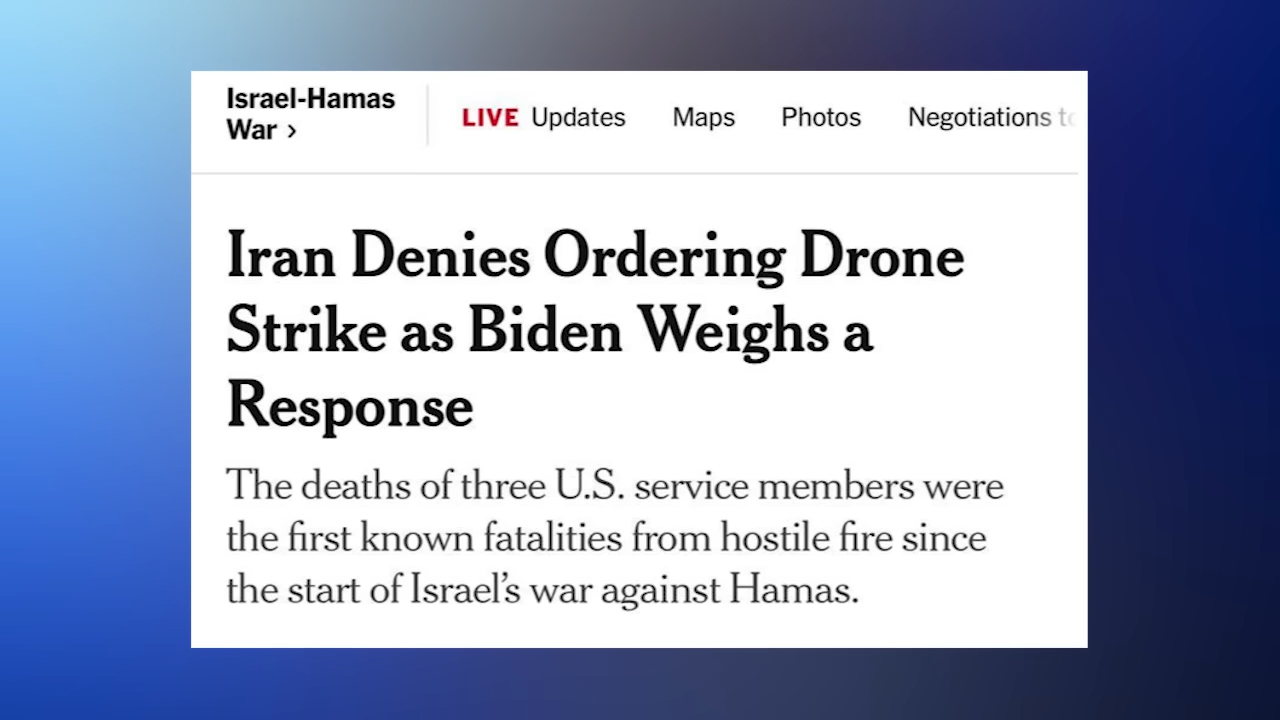 Israel-Hamas
War ›
LIVE Updates Maps Photos Negotiations
Iran Denies Ordering Drone
Strike as Biden Weighs a
Response
The deaths of three U.S. service members were
the first known fatalities from hostile fire since
the start of Israel’s war against Hamas.